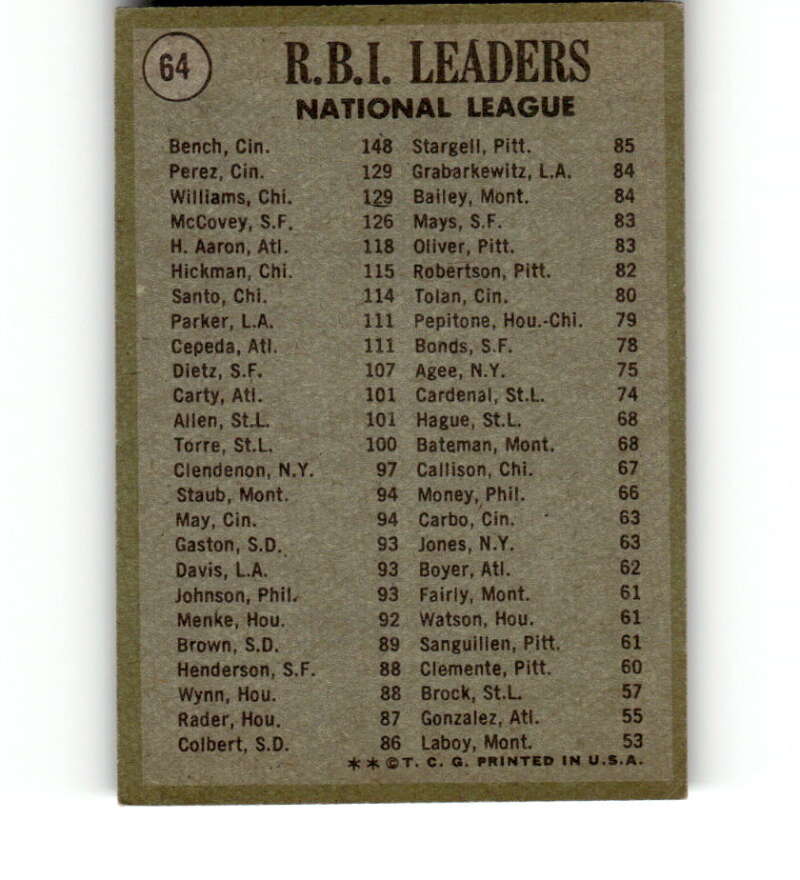 64
R.B.I. LEADERS
NATIONAL LEAGUE
Bench, Cin. 148
Perez, Cin. 129
Williams, Chi. 129
McCovey, S.F. 126
H. Aaron, Atl. 118
Hickman, Chi. 115
Santo, Chi. 114
Parker, L.A. 111
Cepeda, Atl. 111
Dietz, S.F. 107
Carty, Atl. 101
Allen, St.L. 101
Torre, St.L. 100
Clendenon, N.Y. 97
Staub, Mont. 94
May, Cin. 94
Gaston, S.D. 93
Davis, L.A. 93
Johnson, Phil. 93
Menke, Hou. 92
Brown, S.D. 89
Henderson, S.F. 88
Wynn, Hou. 88
Rader, Hou. 87
Colbert, S.D. 86
Stargell, Pitt. 85
Grabarkewitz, L.A. 84
Bailey, Mont. 84
Mays, S.F. 83
Oliver, Pitt. 83
Robertson, Pitt. 82
Tolan, Cin. 80
Pepitone, Hou.-Chi. 79
Bonds, S.F. 78
Agee, N.Y. 75
Cardenal, St.L. 74
Hague, St.L. 68
Bateman, Mont. 68
Callison, Chi. 67
Money, Phil. 66
Carbo, Cin. 63
Jones, N.Y. 63
Boyer, Atl. 62
Fairly, Mont. 61
Watson, Hou. 61
Sanguillen, Pitt. 61
Clemente, Pitt. 60
Brock, St.L. 57
Gonzalez, Atl. 55
Laboy, Mont. 53
**©T. C. G. PRINTED IN U.S.A.